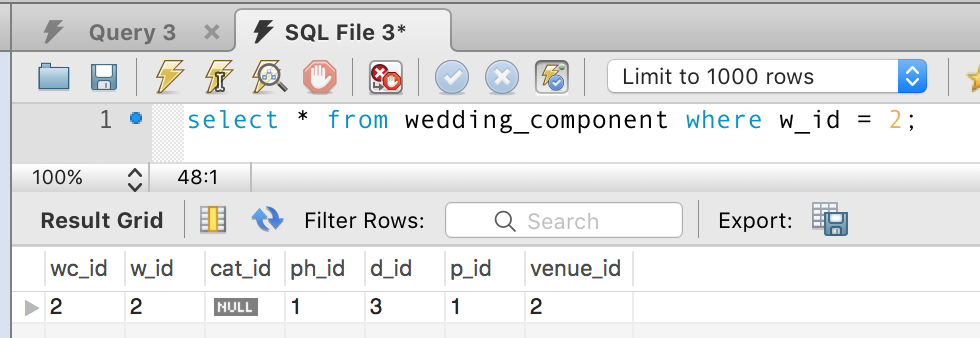 Query 3 SQL File 3*
Limit to 1000 rows
1 select * from wedding_component where w_id = 2;
100% 48:1
Result Grid Filter Rows: Search Export:
wc_id w_id cat_id ph_id d_id p_id venue_id
2 2 NULL 1 3 1 2